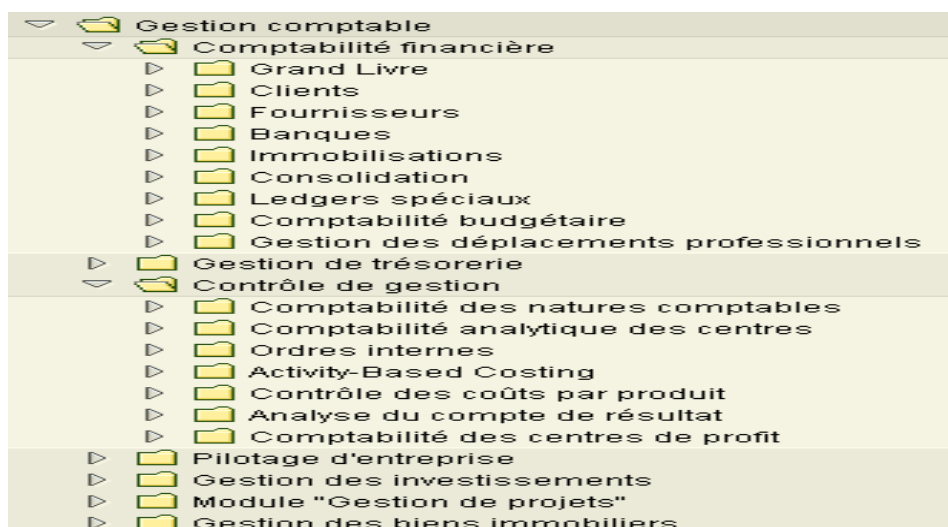 Gestion comptable
Comptabilité financière
Grand Livre
Clients
Fournisseurs
Banques
Immobilisations
Consolidation
Ledgers spéciaux
Comptabilité budgétaire
Gestion des déplacements professionnels
Gestion de trésorerie
Contrôle de gestion
Comptabilité des natures comptables
Comptabilité analytique des centres
Ordres internes
Activity-Based Costing
Contrôle des coûts par produit
Analyse du compte de résultat
Comptabilité des centres de profit
Pilotage d'entreprise
Gestion des investissements
Module "Gestion de projets"
Gestion des biens immobiliers